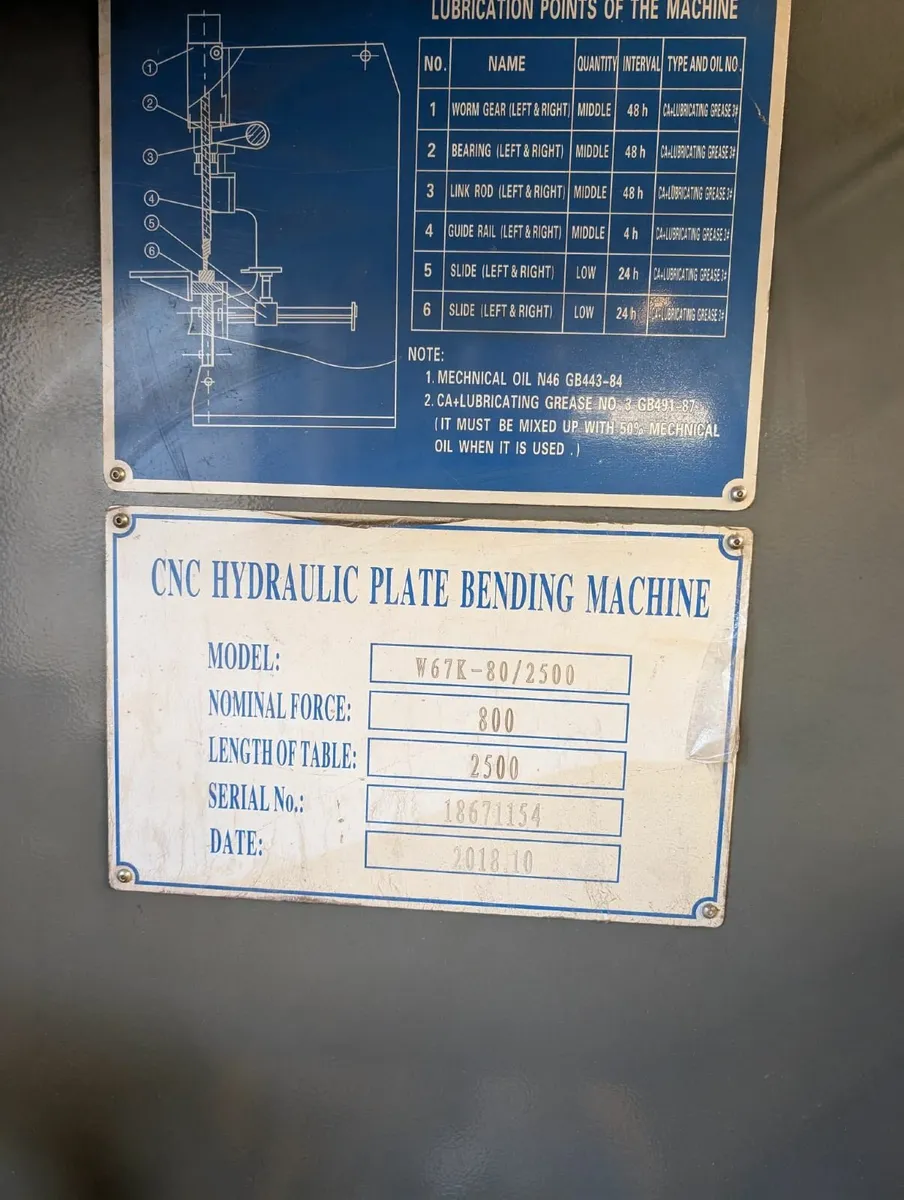 LUBRICATION POINTS OF THE MACHINE
NO. NAME QUANTITY INTERVAL TYPE AND OIL NO.
1 WORM GEAR (LEFT & RIGHT) MIDDLE 48 h CA+LUBRICATING GREASE 3#
2 BEARING (LEFT & RIGHT) MIDDLE 48 h CA+LUBRICATING GREASE 3#
3 LINK ROD (LEFT & RIGHT) MIDDLE 48 h CA+LUBRICATING GREASE 3#
4 GUIDE RAIL (LEFT & RIGHT) MIDDLE 4 h CA+LUBRICATING GREASE 3#
5 SLIDE (LEFT & RIGHT) LOW 24 h CA+LUBRICATING GREASE 3#
6 SLIDE (LEFT & RIGHT) LOW 24 h CA+LUBRICATING GREASE 3#
1
2
3
4
5
6
NOTE:
1. MECHNICAL OIL N46 GB443-84
2. CA+LUBRICATING GREASE NO. 3 GB491-87
(IT MUST BE MIXED UP WITH 50% MECHNICAL
OIL WHEN IT IS USED.)
CNC HYDRAULIC PLATE BENDING MACHINE
MODEL: W67K-80/2500
NOMINAL FORCE: 800
LENGTH OF TABLE: 2500
SERIAL No.: 18671154
DATE: 2018.10